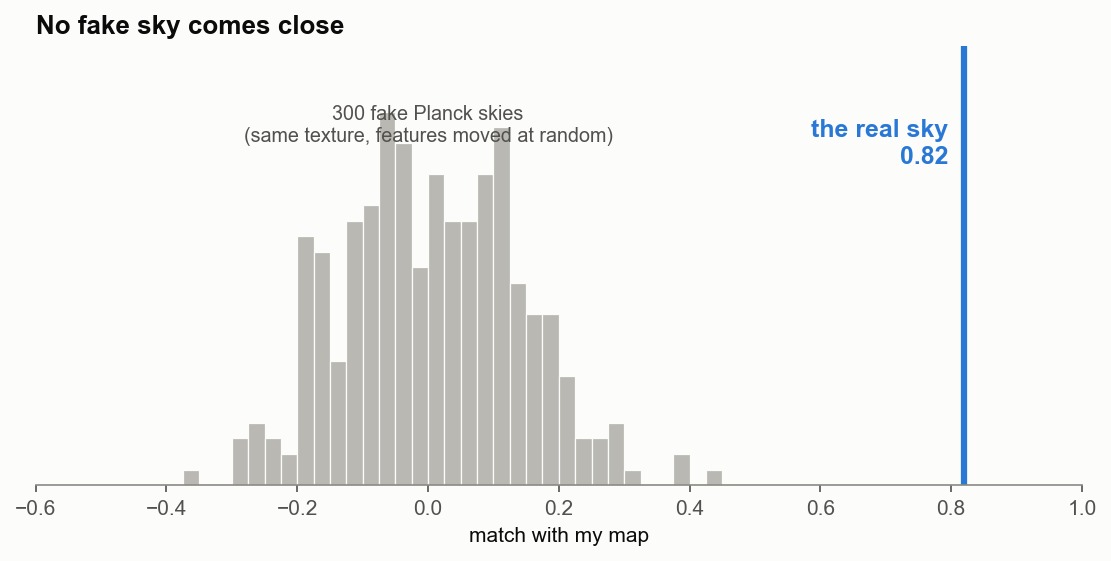 No fake sky comes close
300 fake Planck skies
(same texture, features moved at random)
the real sky
0.82
−0.6 −0.4 −0.2 0.0 0.2 0.4 0.6 0.8 1.0
match with my map